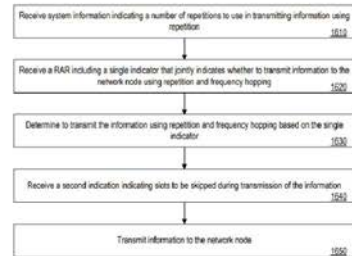 Receive system information indicating a number of repetitions to use in transmitting information using
repetition
1610
Receive a RAR including a single indicator that jointly indicates whether to transmit information to the
network node using repetition and frequency hopping
1620
Determine to transmit the information using repetition and frequency hopping based on the single
indicator
1630
Receive a second indication indicating slots to be skipped during transmission of the information
1640
Transmit information to the network node
1650